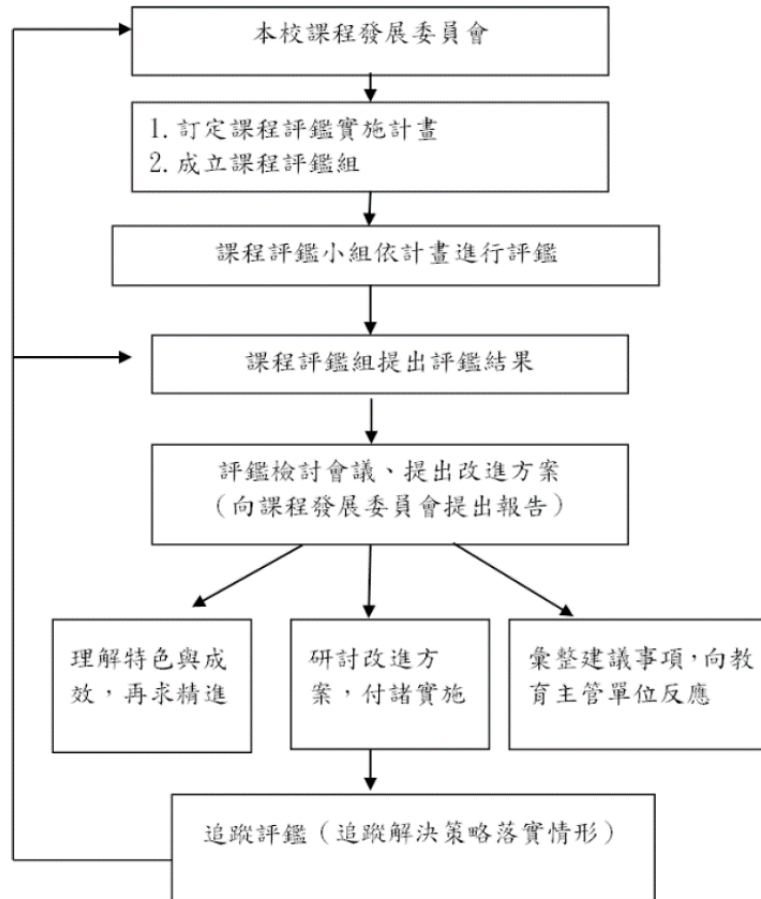 本校課程發展委員會
1.訂定課程評鑑實施計畫
2.成立課程評鑑組
課程評鑑小組依計畫進行評鑑
課程評鑑組提出評鑑結果
評鑑檢討會議、提出改進方案
（向課程發展委員會提出報告）
理解特色與成
效，再求精進
研討改進方
案，付諸實施
彙整建議事項，向教
育主管單位反應
追蹤評鑑（追蹤解決策略落實情形）